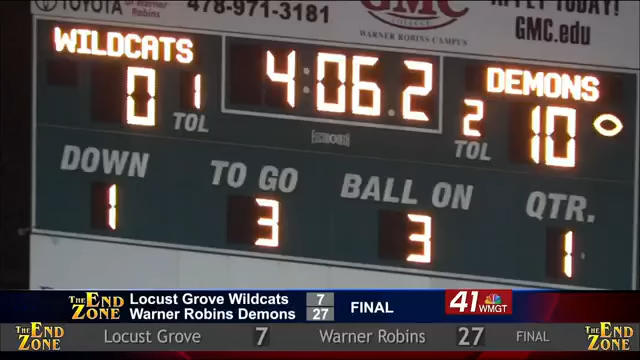 TOYOTA
of Warner Robins
478-971-3181
GMC
COLLEGE
WARNER ROBINS CAMPUS
TODAY!
GMC.edu
WILDCATS 4:06.2 DEMONS
0 1 2 10
TOL TOL
DOWN TO GO BALL ON QTR.
1 3 3 1
THE END ZONE
Locust Grove Wildcats 7
Warner Robins Demons 27
FINAL
41 WMGT
THE END ZONE Locust Grove 7 Warner Robins 27 FINAL THE END ZONE